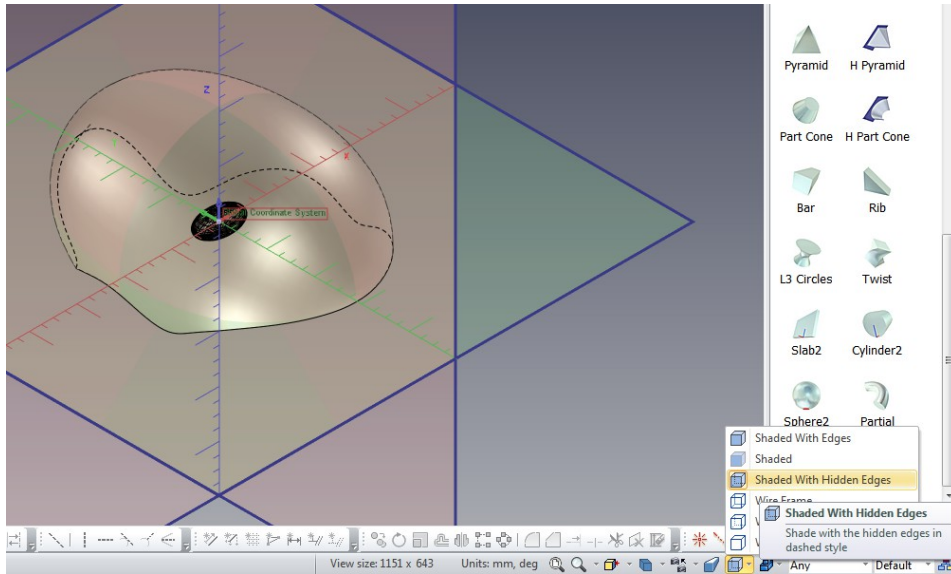 Z
Y
X
Coordinate System
Pyramid
H Pyramid
Part Cone
H Part Cone
Bar
Rib
L3 Circles
Twist
Slab2
Cylinder2
Sphere2
Partial
Shaded With Edges
Shaded
Shaded With Hidden Edges
Wire Frame
W
W
Shaded With Hidden Edges
Shade with the hidden edges in
dashed style
View size: 1151 x 643
Units: mm, deg
Any
Default